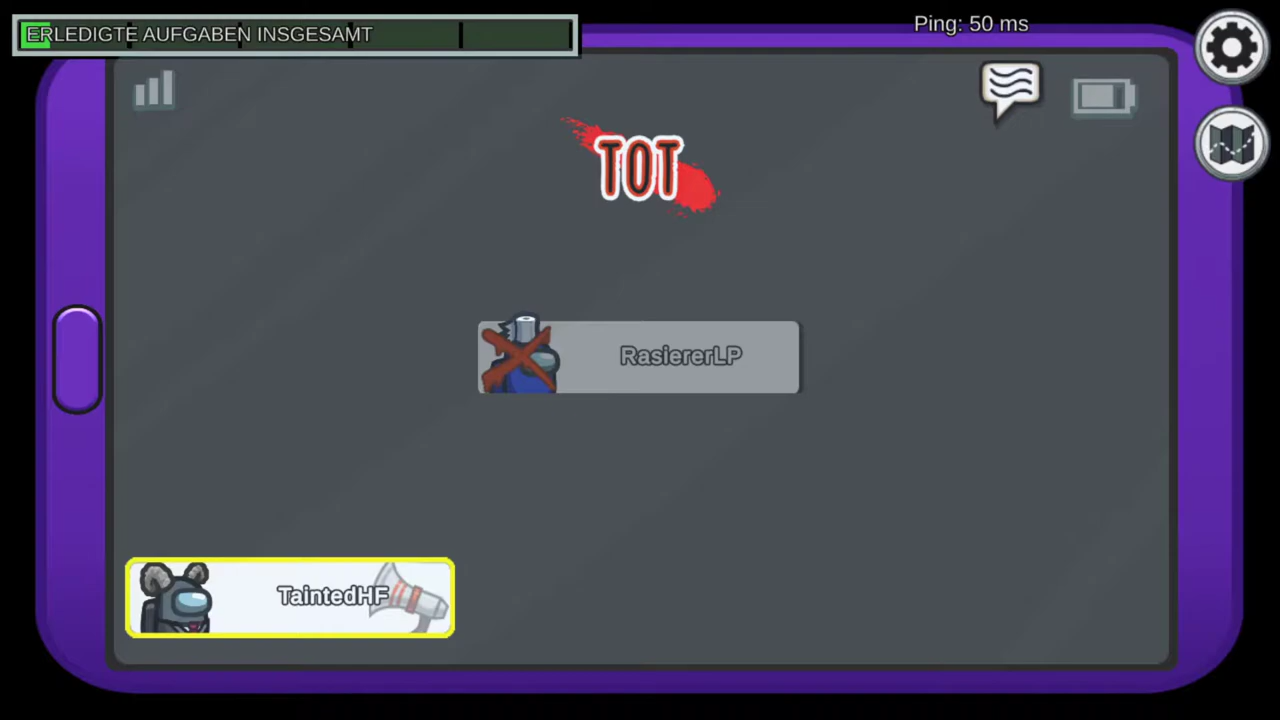 ERLEDIGTE AUFGABEN INSGESAMT
Ping: 50 ms
TOT
RasiererLP
TaintedHF